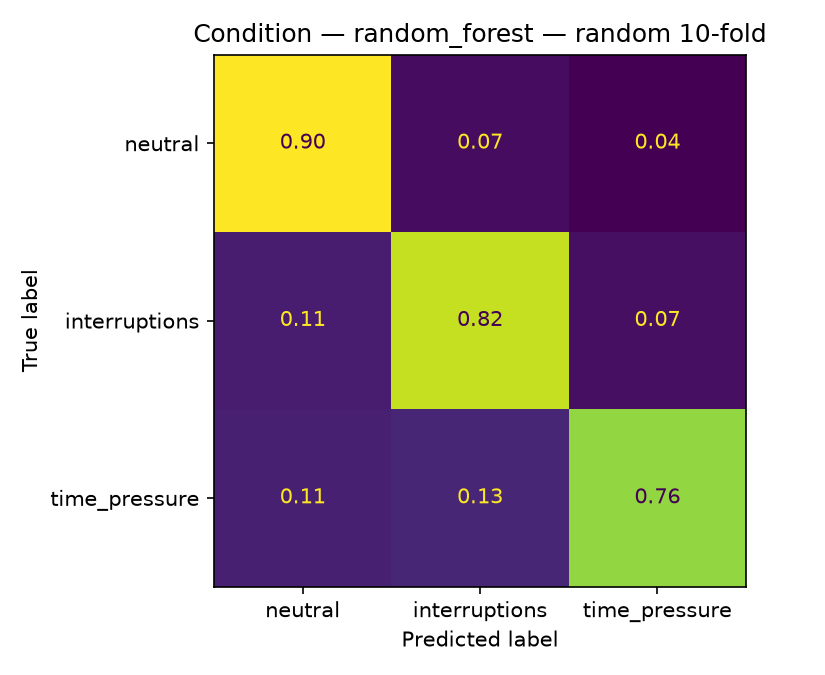 Condition — random_forest — random 10-fold
neutral 0.90 0.07 0.04
interruptions 0.11 0.82 0.07
time_pressure 0.11 0.13 0.76
True label
neutral interruptions time_pressure
Predicted label